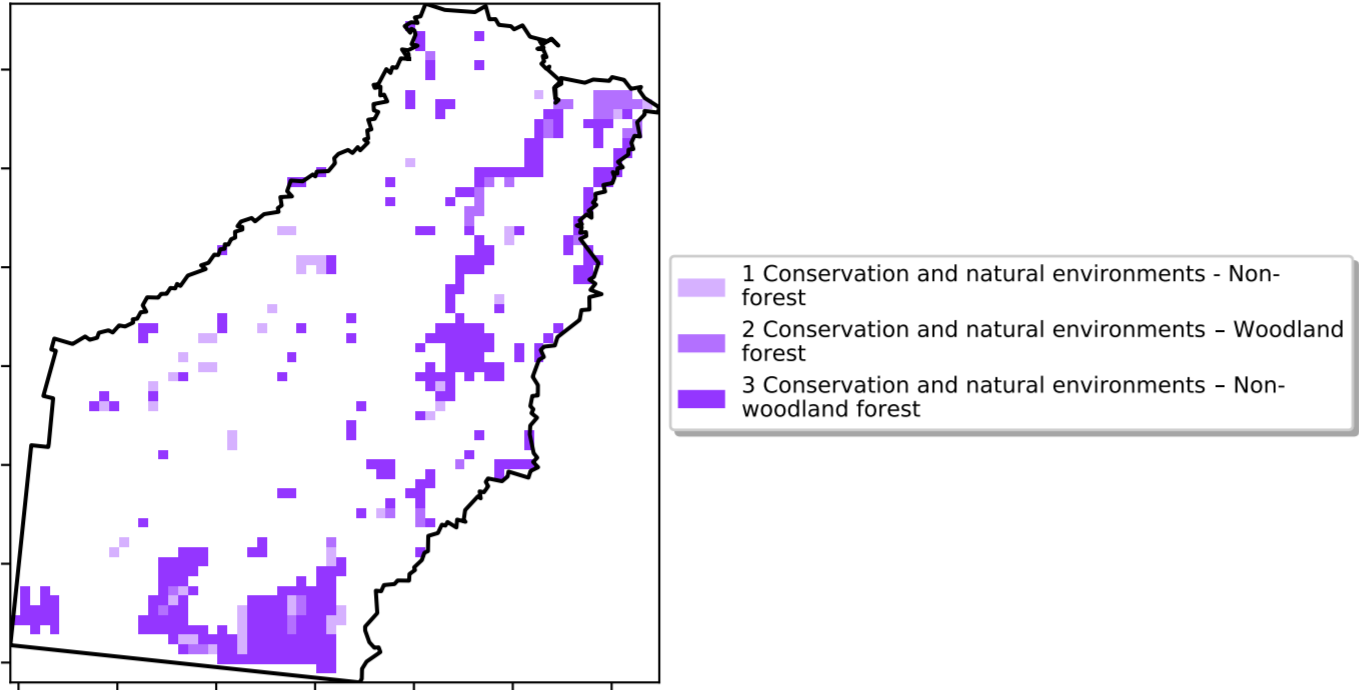 1 Conservation and natural environments - Non-
forest
2 Conservation and natural environments – Woodland
forest
3 Conservation and natural environments – Non-
woodland forest